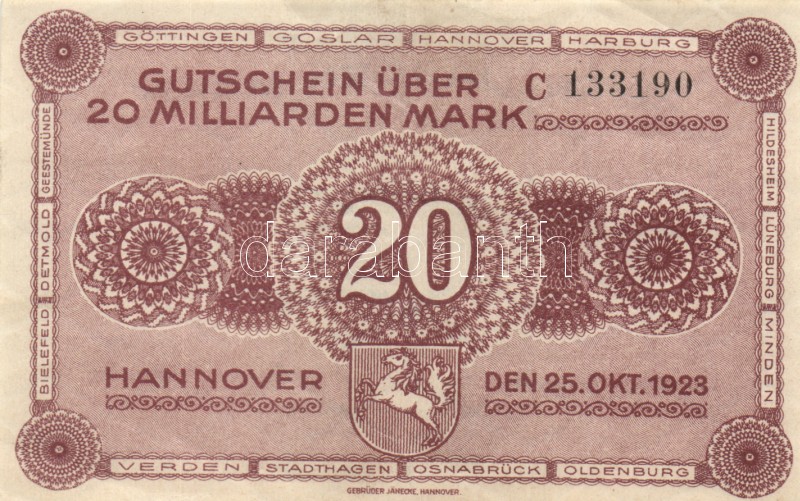 GÖTTINGEN GOSLAR HANNOVER HARBURG
GUTSCHEIN ÜBER C 133190
20 MILLIARDEN MARK
GEESTEMÜNDE
DETMOLD
BIELEFELD
HILDESHEIM
LÜNEBURG
MINDEN
20
darabanth
HANNOVER DEN 25. OKT. 1923
VERDEN STADTHAGEN OSNABRÜCK OLDENBURG
GEBRÜDER JÄNECKE, HANNOVER.